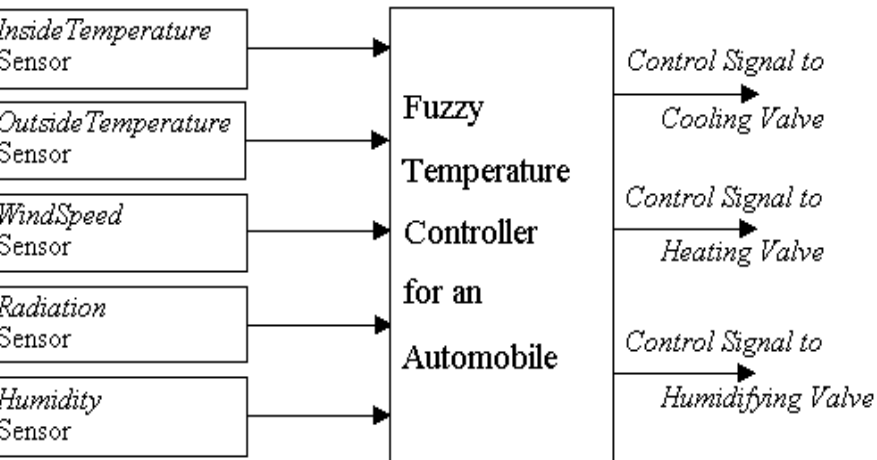 InsideTemperature
Sensor
OutsideTemperature
Sensor
WindSpeed
Sensor
Radiation
Sensor
Humidity
Sensor
Fuzzy
Temperature
Controller
for an
Automobile
Control Signal to
Cooling Valve
Control Signal to
Heating Valve
Control Signal to
Humidifying Valve